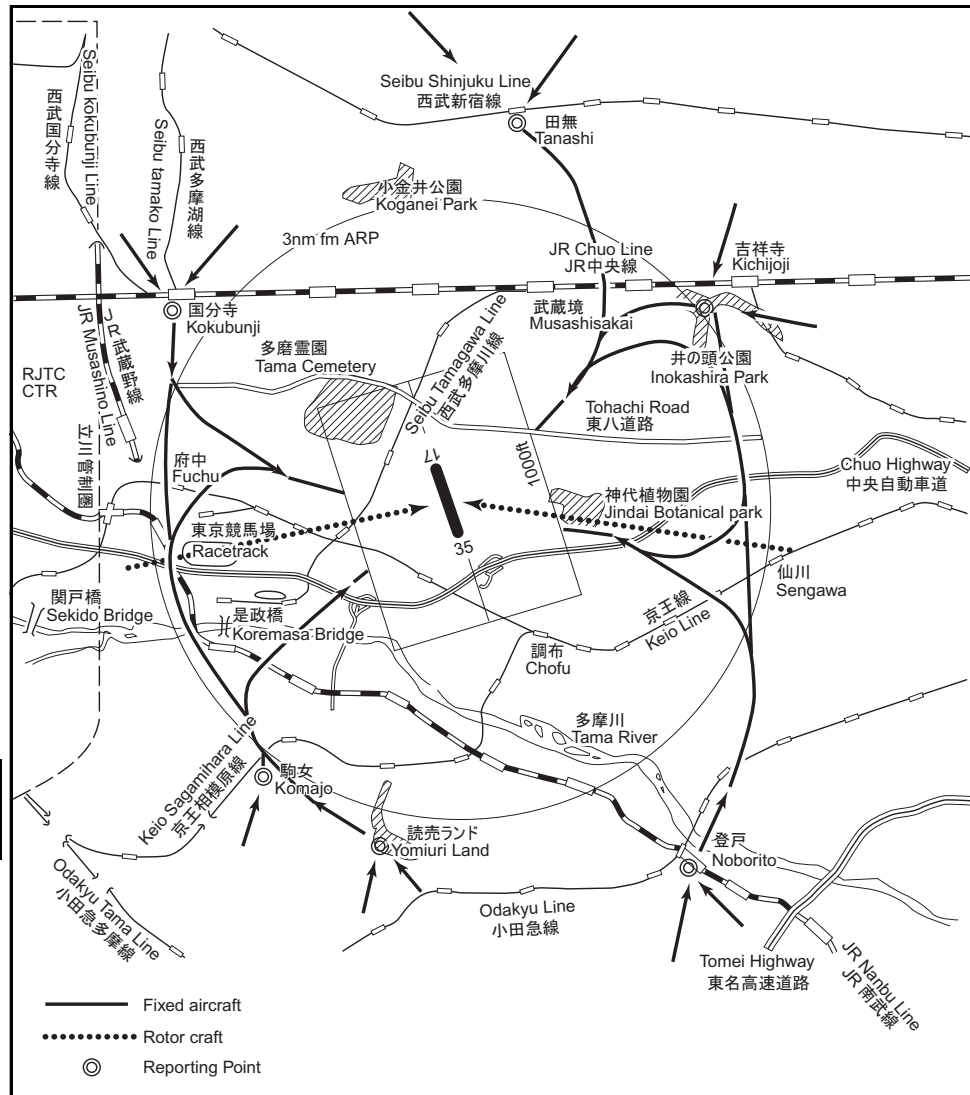 Seibu Shinjuku Line
西武新宿線
田無
Tanashi
Seibu kokubunji Line
西武国分寺線
Seibu tamako Line
西武多摩湖線
小金井公園
Koganei Park
3nm fm ARP
JR Chuo Line
JR中央線
吉祥寺
Kichijoji
国分寺
Kokubunji
武蔵境
Musashisakai
JR武蔵野線
JR Musashino Line
RJTC
CTR
立川管制圏
多磨霊園
Tama Cemetery
Seibu Tamagawa Line
西武多摩川線
井の頭公園
Inokashira Park
Tohachi Road
東八道路
1000ft
府中
Fuchu
17
35
Chuo Highway
中央自動車道
神代植物園
Jindai Botanical park
東京競馬場
Racetrack
仙川
Sengawa
関戸橋
Sekido Bridge
是政橋
Koremasa Bridge
京王線
Keio Line
調布
Chofu
多摩川
Tama River
Keio Sagamihara Line
京王相模原線
駒女
Komajo
読売ランド
Yomiuri Land
登戸
Noborito
Odakyu Tama Line
小田急多摩線
Odakyu Line
小田急線
Tomei Highway
東名高速道路
JR Nanbu Line
JR 南武線
Fixed aircraft
Rotor craft
Reporting Point